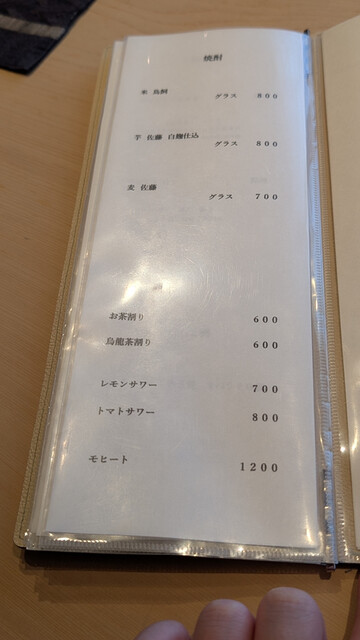 焼酎
米 鳥飼
グラス 800
芋 佐藤 白麹仕込
グラス 800
麦 佐藤
グラス 700
お茶割り 600
烏龍茶割り 600
レモンサワー 700
トマトサワー 800
モヒート 1200